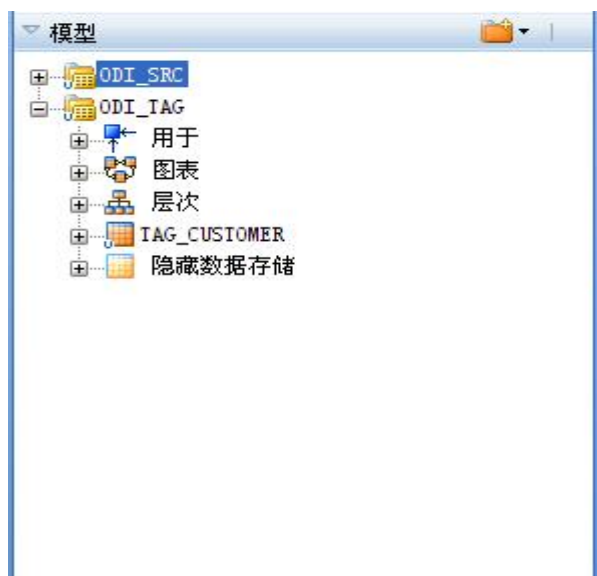 模型
ODI_SRC
ODI_TAG
用于
图表
层次
TAG_CUSTOMER
隐藏数据存储